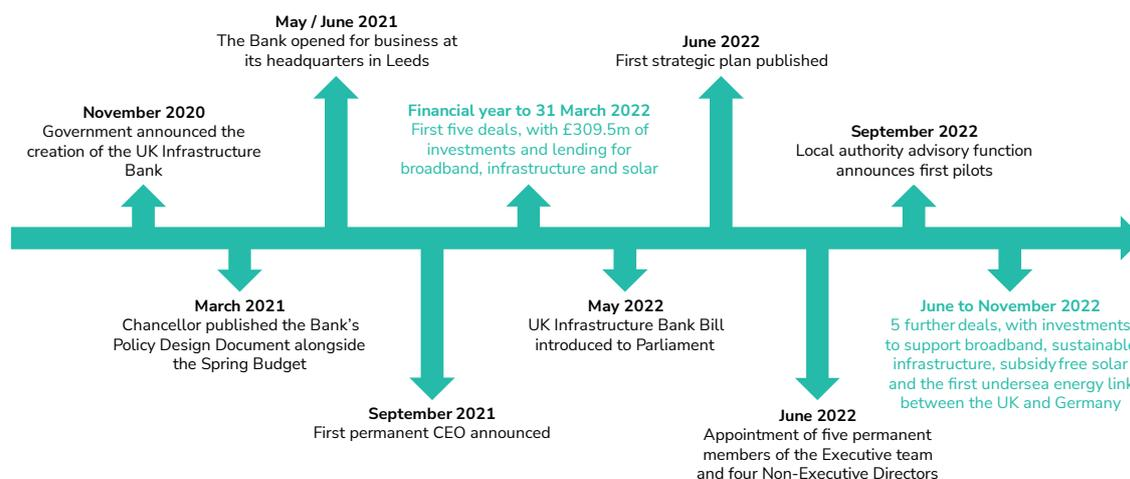 May / June 2021
The Bank opened for business at
its headquarters in Leeds
June 2022
First strategic plan published
November 2020
Government announced the
creation of the UK Infrastructure
Bank
Financial year to 31 March 2022
First five deals, with £309.5m of
investments and lending for
broadband, infrastructure and solar
September 2022
Local authority advisory function
announces first pilots
March 2021
Chancellor published the Bank's
Policy Design Document alongside
the Spring Budget
May 2022
UK Infrastructure Bank Bill
introduced to Parliament
June to November 2022
5 further deals, with investments
to support broadband, sustainable
infrastructure, subsidy free solar
and the first undersea energy link
between the UK and Germany
September 2021
First permanent CEO announced
June 2022
Appointment of five permanent
members of the Executive team
and four Non-Executive Directors